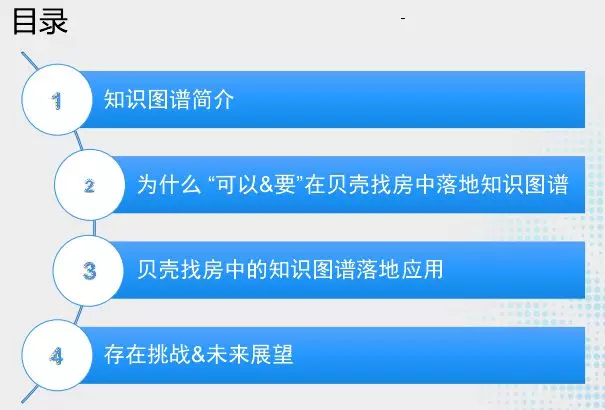 目录
1
知识图谱简介
2
为什么 “可以&要”在贝壳找房中落地知识图谱
3
贝壳找房中的知识图谱落地应用
4
存在挑战&未来展望